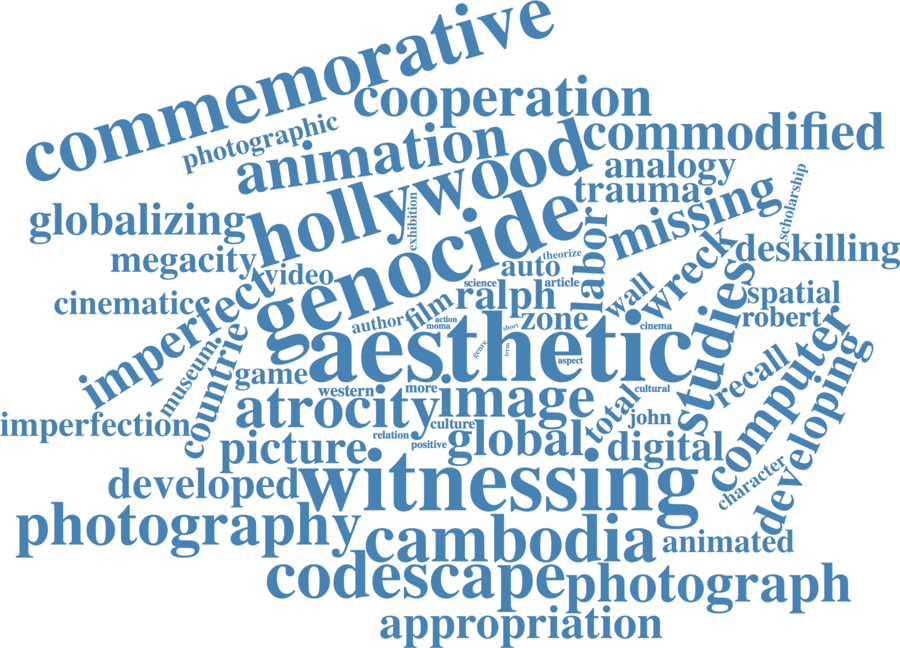 commemorative
cooperation
photographic
animation
hollywood
commodified
analogy
trauma
scholarship
globalizing
exhibition
missing
megacity
video
genocide
theorize
auto
labor
wreck
deskilling
cinematic
imperfect
science
article
ralph
wall
studies
spatial
robert
author
film
action
moma
short
zone
cinema
museum
countrie
aesthetic
genre
term
aspect
computer
game
western
more
cultural
recall
imperfection
atrocity
image
total
john
developing
culture
relation
positive
picture
global
digital
character
developed
witnessing
photography
cambodia
animated
codescape
photograph
appropriation